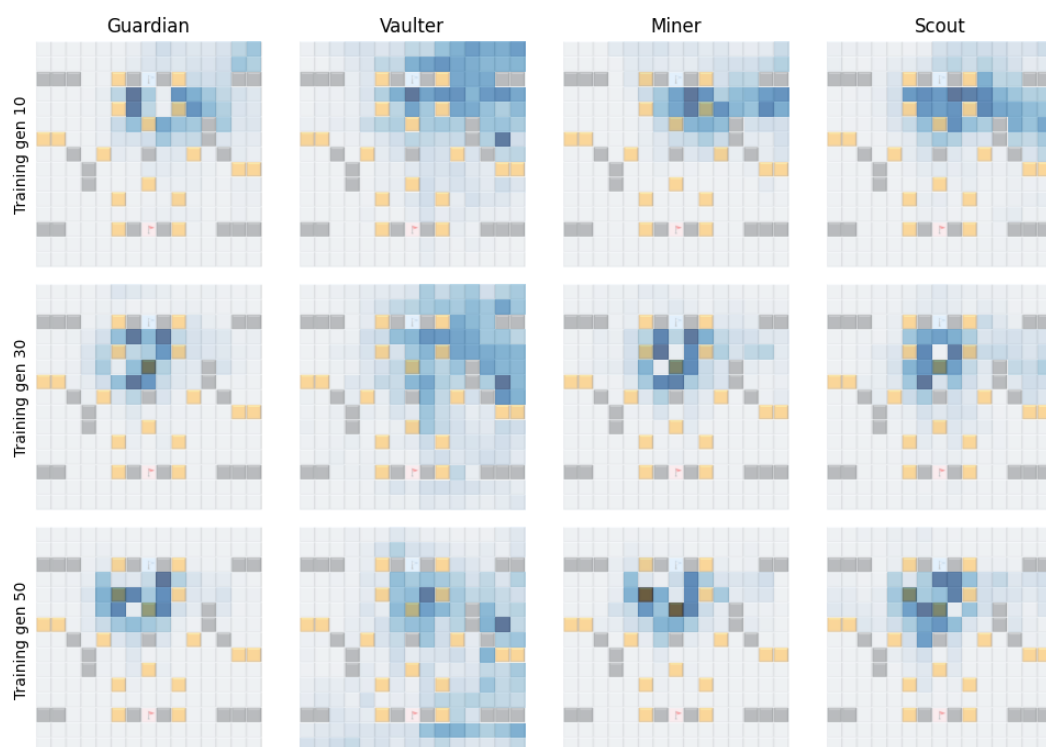 Guardian
Vaulter
Miner
Scout
Training gen 10
Training gen 30
Training gen 50